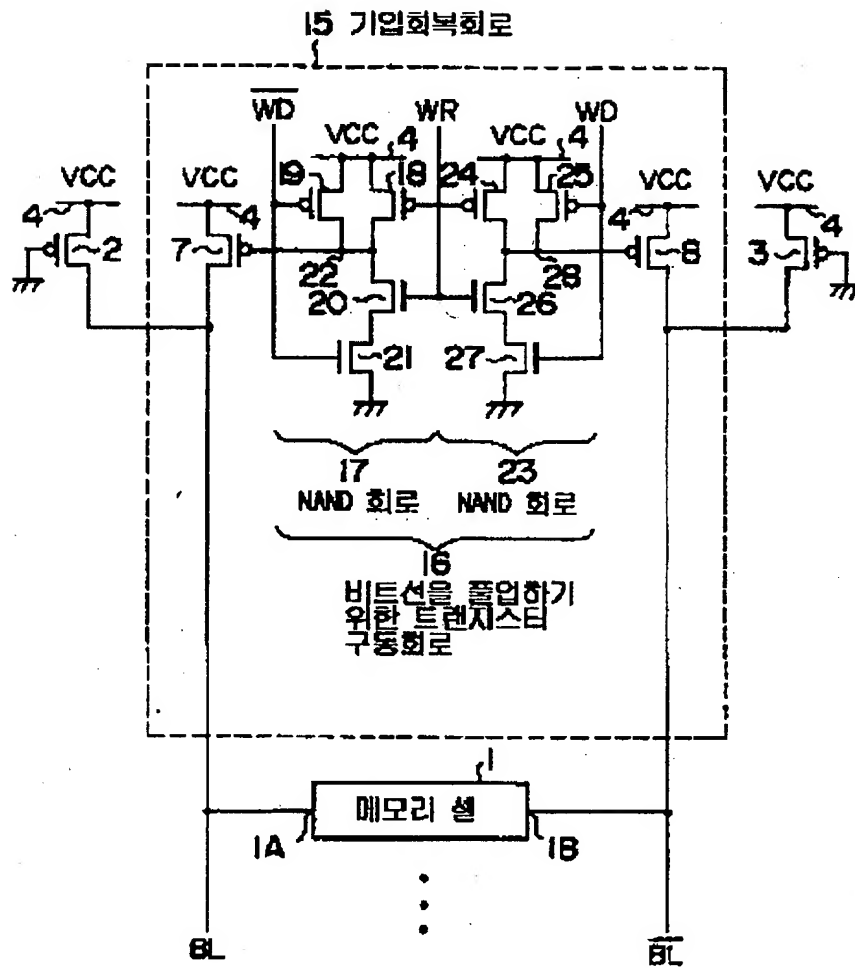 15 기입회복회로
W̅D̅ WR WD
VCC 4 VCC 4
19 18 24 25
VCC VCC VCC
4 4 4 4
2 7 8 3
22 28
20 26
21 27
17 23
NAND 회로 NAND 회로
16
비트선을 풀업하기
위한 트랜지스터
구동회로
1
메모리 셀
1A 1B
BL B̅L̅